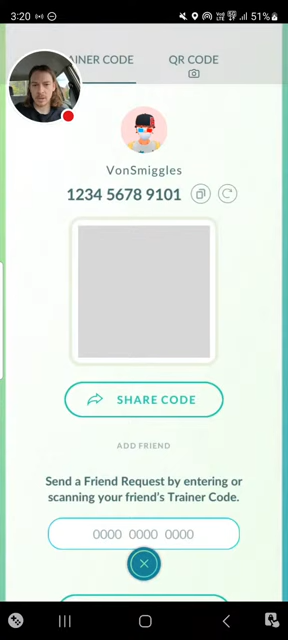 3:20
51%
AINER CODE
QR CODE
VonSmiggles
1234 5678 9101
SHARE CODE
ADD FRIEND
Send a Friend Request by entering or
scanning your friend's Trainer Code.
0000 0000 0000